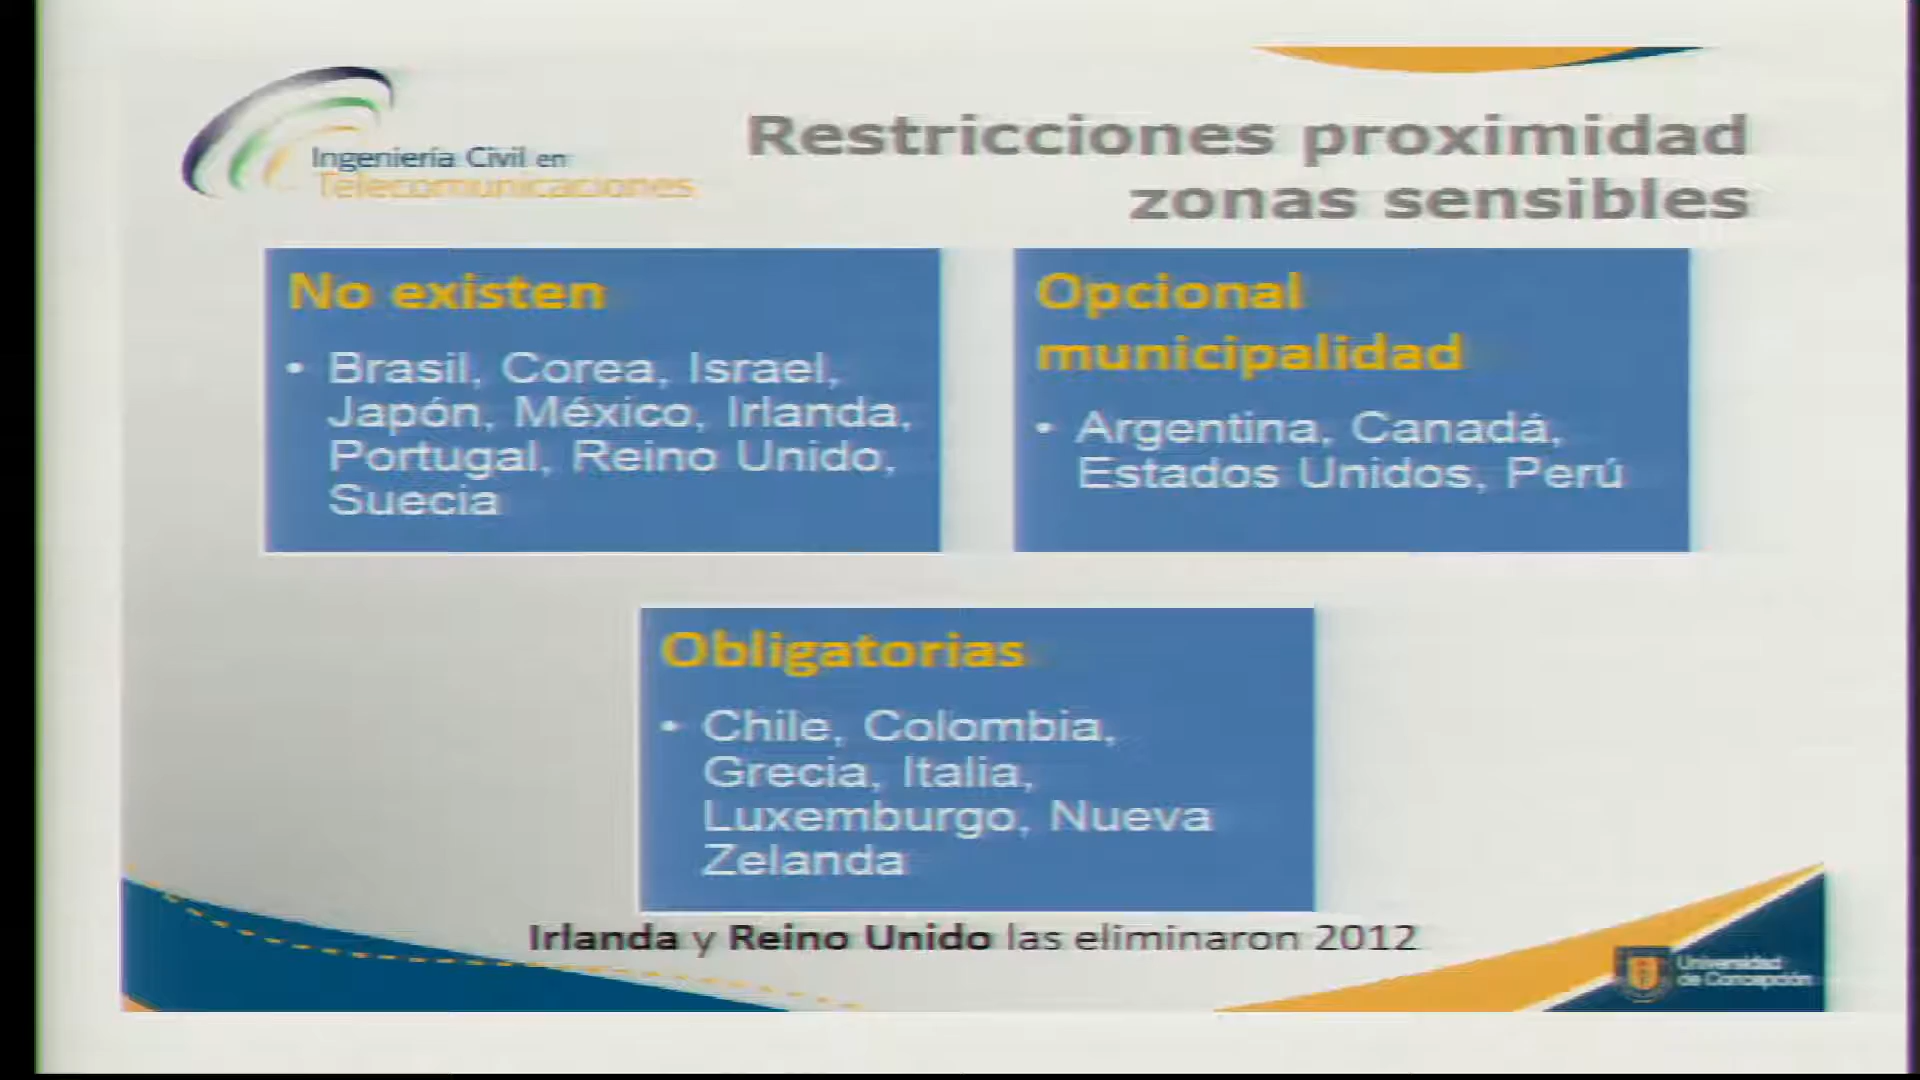 Ingeniería Civil en
Telecomunicaciones
Restricciones proximidad
zonas sensibles
No existen
• Brasil, Corea, Israel,
Japón, México, Irlanda,
Portugal, Reino Unido,
Suecia
Opcional
municipalidad
• Argentina, Canadá,
Estados Unidos, Perú
Obligatorias
• Chile, Colombia,
Grecia, Italia,
Luxemburgo, Nueva
Zelanda
Irlanda y Reino Unido las eliminaron 2012
Universidad
de Concepción